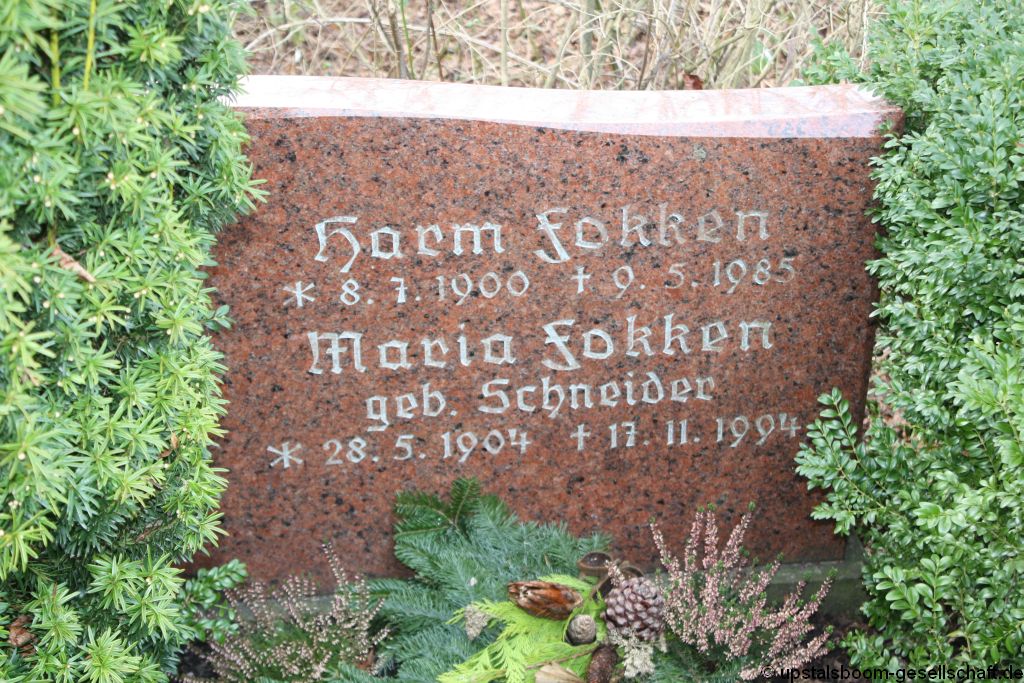 Harm Fokken
* 8. 7. 1900 † 9. 5. 1985
Maria Fokken
geb. Schneider
* 28. 5. 1904 † 17. 11. 1994
© upstalsboom-gesellschaft.de